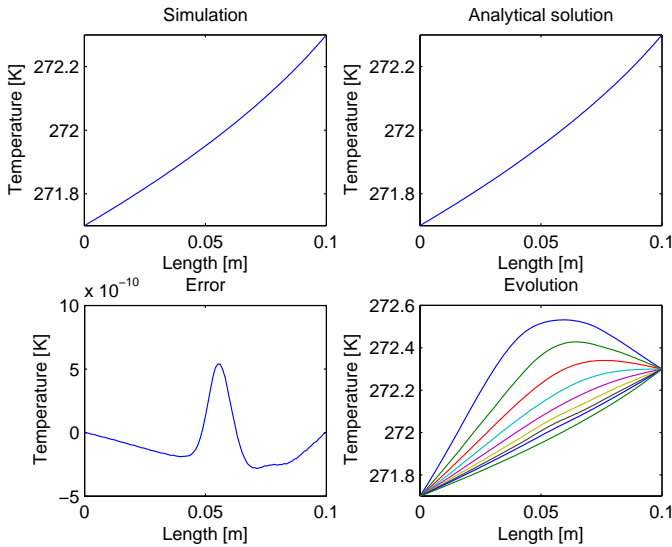 Simulation
Temperature [K]
272.2
272
271.8
0
0.05
0.1
Length [m]
Analytical solution
Temperature [K]
272.2
272
271.8
0
0.05
0.1
Length [m]
Error
x 10⁻¹⁰
Temperature [K]
10
5
0
−5
0
0.05
0.1
Length [m]
Evolution
Temperature [K]
272.6
272.4
272.2
272
271.8
0
0.05
0.1
Length [m]